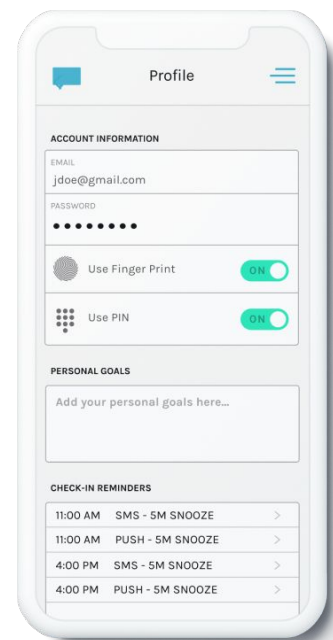 Profile
ACCOUNT INFORMATION
EMAIL
jdoe@gmail.com
PASSWORD
••••••••
Use Finger Print ON
Use PIN ON
PERSONAL GOALS
Add your personal goals here...
CHECK-IN REMINDERS
11:00 AM SMS - 5M SNOOZE >
11:00 AM PUSH - 5M SNOOZE >
4:00 PM SMS - 5M SNOOZE >
4:00 PM PUSH - 5M SNOOZE >